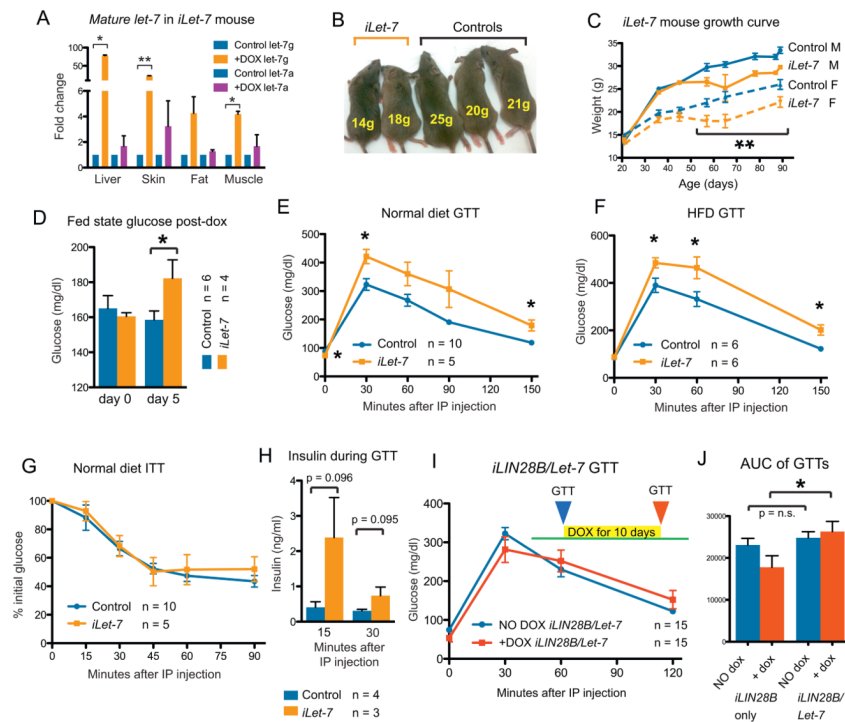 A
Mature let-7 in iLet-7 mouse
Fold change
100
50
6
4
2
0
*
**
*
Control let-7g
+DOX let-7g
Control let-7a
+DOX let-7a
Liver Skin Fat Muscle
B
iLet-7 Controls
14g 18g 25g 20g 21g
C
iLet-7 mouse growth curve
Weight (g)
35
30
25
20
15
10
Control M
iLet-7 M
Control F
iLet-7 F
**
20 30 40 50 60 70 80 90
Age (days)
D
Fed state glucose post-dox
Glucose (mg/dl)
200
180
160
140
120
*
day 0 day 5
Control n = 6
iLet-7 n = 4
E
Normal diet GTT
Glucose (mg/dl)
500
400
300
200
100
0
*
*
*
Control n = 10
iLet-7 n = 5
0 30 60 90 120 150
Minutes after IP injection
F
HFD GTT
Glucose (mg/dl)
600
400
200
0
* *
*
Control n = 6
iLet-7 n = 6
0 30 60 90 120 150
Minutes after IP injection
G
Normal diet ITT
% initial glucose
100
80
60
40
20
0
Control n = 10
iLet-7 n = 5
0 15 30 45 60 75 90
Minutes after IP injection
H
Insulin during GTT
Insulin (ng/ml)
4
3
2
1
0
p = 0.096
p = 0.095
15 30
Minutes after
IP injection
Control n = 4
iLet-7 n = 3
I
iLIN28B/Let-7 GTT
Glucose (mg/dl)
400
300
200
100
0
GTT GTT
DOX for 10 days
NO DOX iLIN28B/Let-7 n = 15
+DOX iLIN28B/Let-7 n = 15
0 30 60 90 120
Minutes after IP injection
J
AUC of GTTs
*
p = n.s.
30000
20000
10000
0
NO dox + dox NO dox + dox
iLIN28B only
iLIN28B/ Let-7